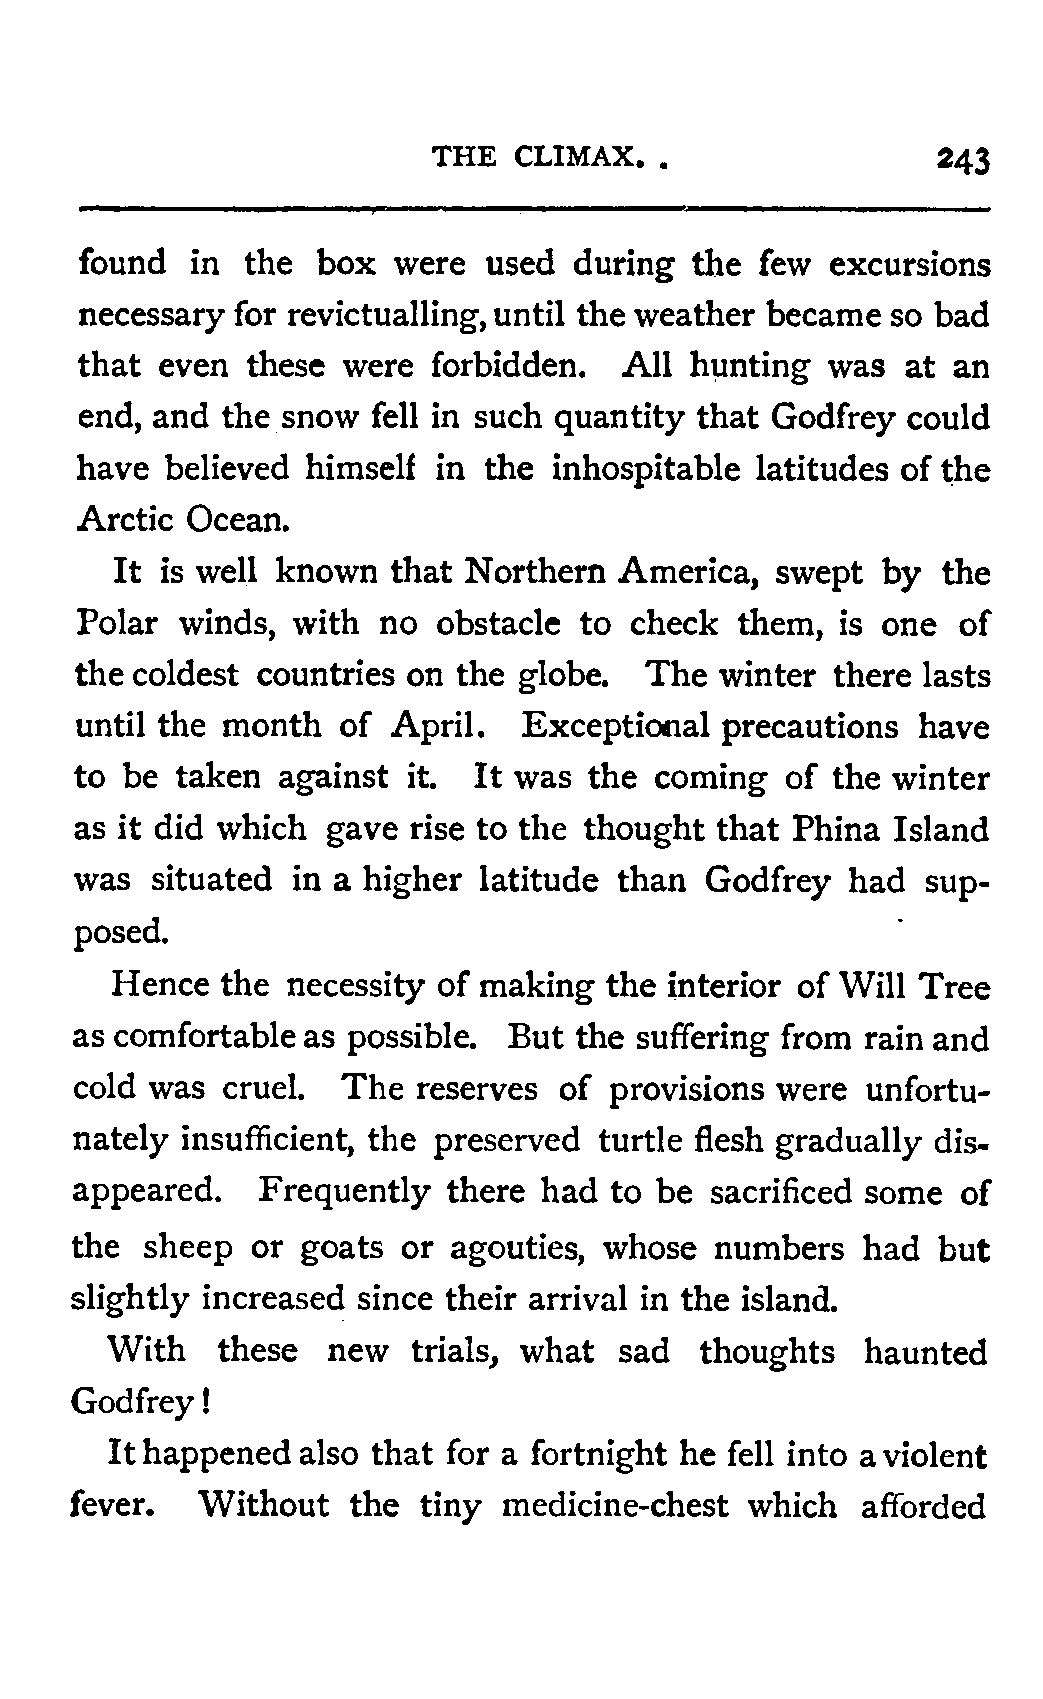 THE CLIMAX. . 243
found in the box were used during the few excursions
necessary for revictualling, until the weather became so bad
that even these were forbidden. All hunting was at an
end, and the snow fell in such quantity that Godfrey could
have believed himself in the inhospitable latitudes of the
Arctic Ocean.
It is well known that Northern America, swept by the
Polar winds, with no obstacle to check them, is one of
the coldest countries on the globe. The winter there lasts
until the month of April. Exceptional precautions have
to be taken against it. It was the coming of the winter
as it did which gave rise to the thought that Phina Island
was situated in a higher latitude than Godfrey had sup-
posed.
Hence the necessity of making the interior of Will Tree
as comfortable as possible. But the suffering from rain and
cold was cruel. The reserves of provisions were unfortu-
nately insufficient, the preserved turtle flesh gradually dis-
appeared. Frequently there had to be sacrificed some of
the sheep or goats or agouties, whose numbers had but
slightly increased since their arrival in the island.
With these new trials, what sad thoughts haunted
Godfrey!
It happened also that for a fortnight he fell into a violent
fever. Without the tiny medicine-chest which afforded